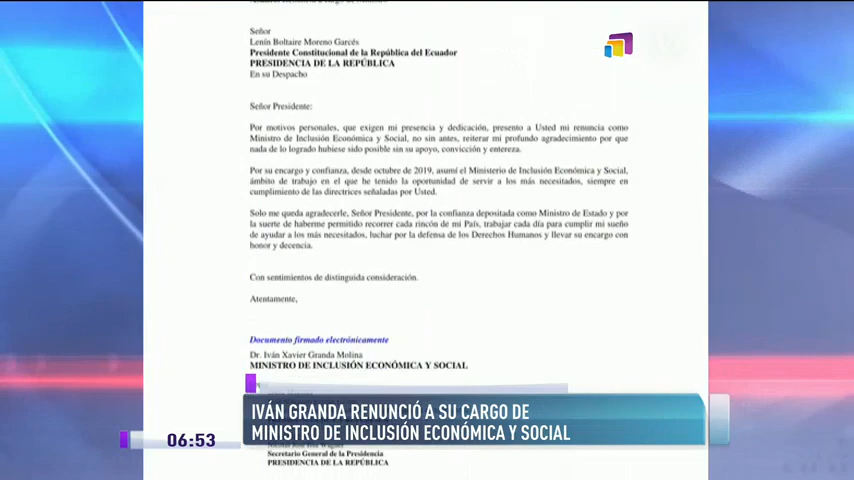 Señor
Lenín Boltaire Moreno Garcés
Presidente Constitucional de la República del Ecuador
PRESIDENCIA DE LA REPÚBLICA
En su Despacho
Señor Presidente:
Por motivos personales, que exigen mi presencia y dedicación, presento a Usted mi renuncia como
Ministro de Inclusión Económica y Social, no sin antes, reiterar mi profundo agradecimiento por que
nada de lo logrado hubiese sido posible sin su apoyo, convicción y entereza.
Por su encargo y confianza, desde octubre de 2019, asumí el Ministerio de Inclusión Económica y Social,
ámbito de trabajo en el que he tenido la oportunidad de servir a los más necesitados, siempre en
cumplimiento de las directrices señaladas por Usted.
Solo me queda agradecerle, Señor Presidente, por la confianza depositada como Ministro de Estado y por
la suerte de haberme permitido recorrer cada rincón de mi País, trabajar cada día para cumplir mi sueño
de ayudar a los más necesitados, luchar por la defensa de los Derechos Humanos y llevar su encargo con
honor y decencia.
Con sentimientos de distinguida consideración.
Atentamente,
Documento firmado electrónicamente
Dr. Iván Xavier Granda Molina
MINISTRO DE INCLUSIÓN ECONÓMICA Y SOCIAL
IVÁN GRANDA RENUNCIÓ A SU CARGO DE
MINISTRO DE INCLUSIÓN ECONÓMICA Y SOCIAL
06:53
Secretario General de la Presidencia
PRESIDENCIA DE LA REPÚBLICA